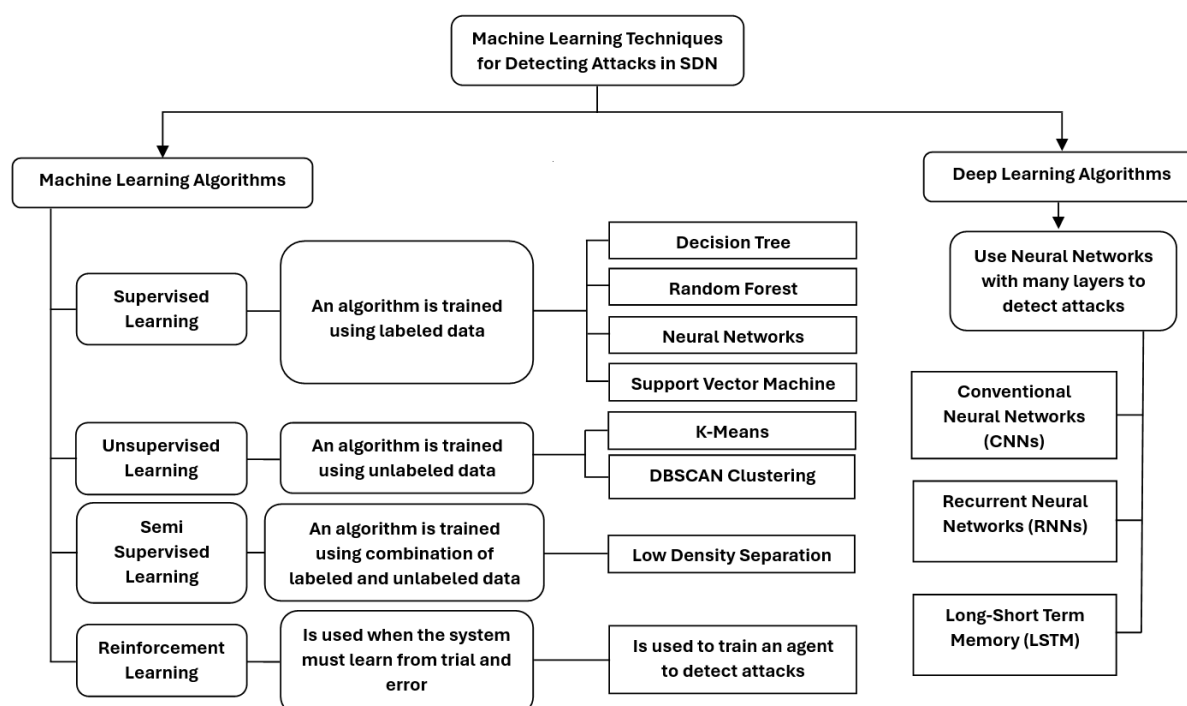 Machine Learning Techniques
for Detecting Attacks in SDN
Machine Learning Algorithms
Supervised
Learning
An algorithm is trained
using labeled data
Decision Tree
Random Forest
Neural Networks
Support Vector Machine
Unsupervised
Learning
An algorithm is trained
using unlabeled data
K-Means
DBSCAN Clustering
Semi
Supervised
Learning
An algorithm is trained
using combination of
labeled and unlabeled data
Low Density Separation
Reinforcement
Learning
Is used when the system
must learn from trial and
error
Is used to train an agent
to detect attacks
Deep Learning Algorithms
Use Neural Networks
with many layers to
detect attacks
Conventional
Neural Networks
(CNNs)
Recurrent Neural
Networks (RNNs)
Long-Short Term
Memory (LSTM)